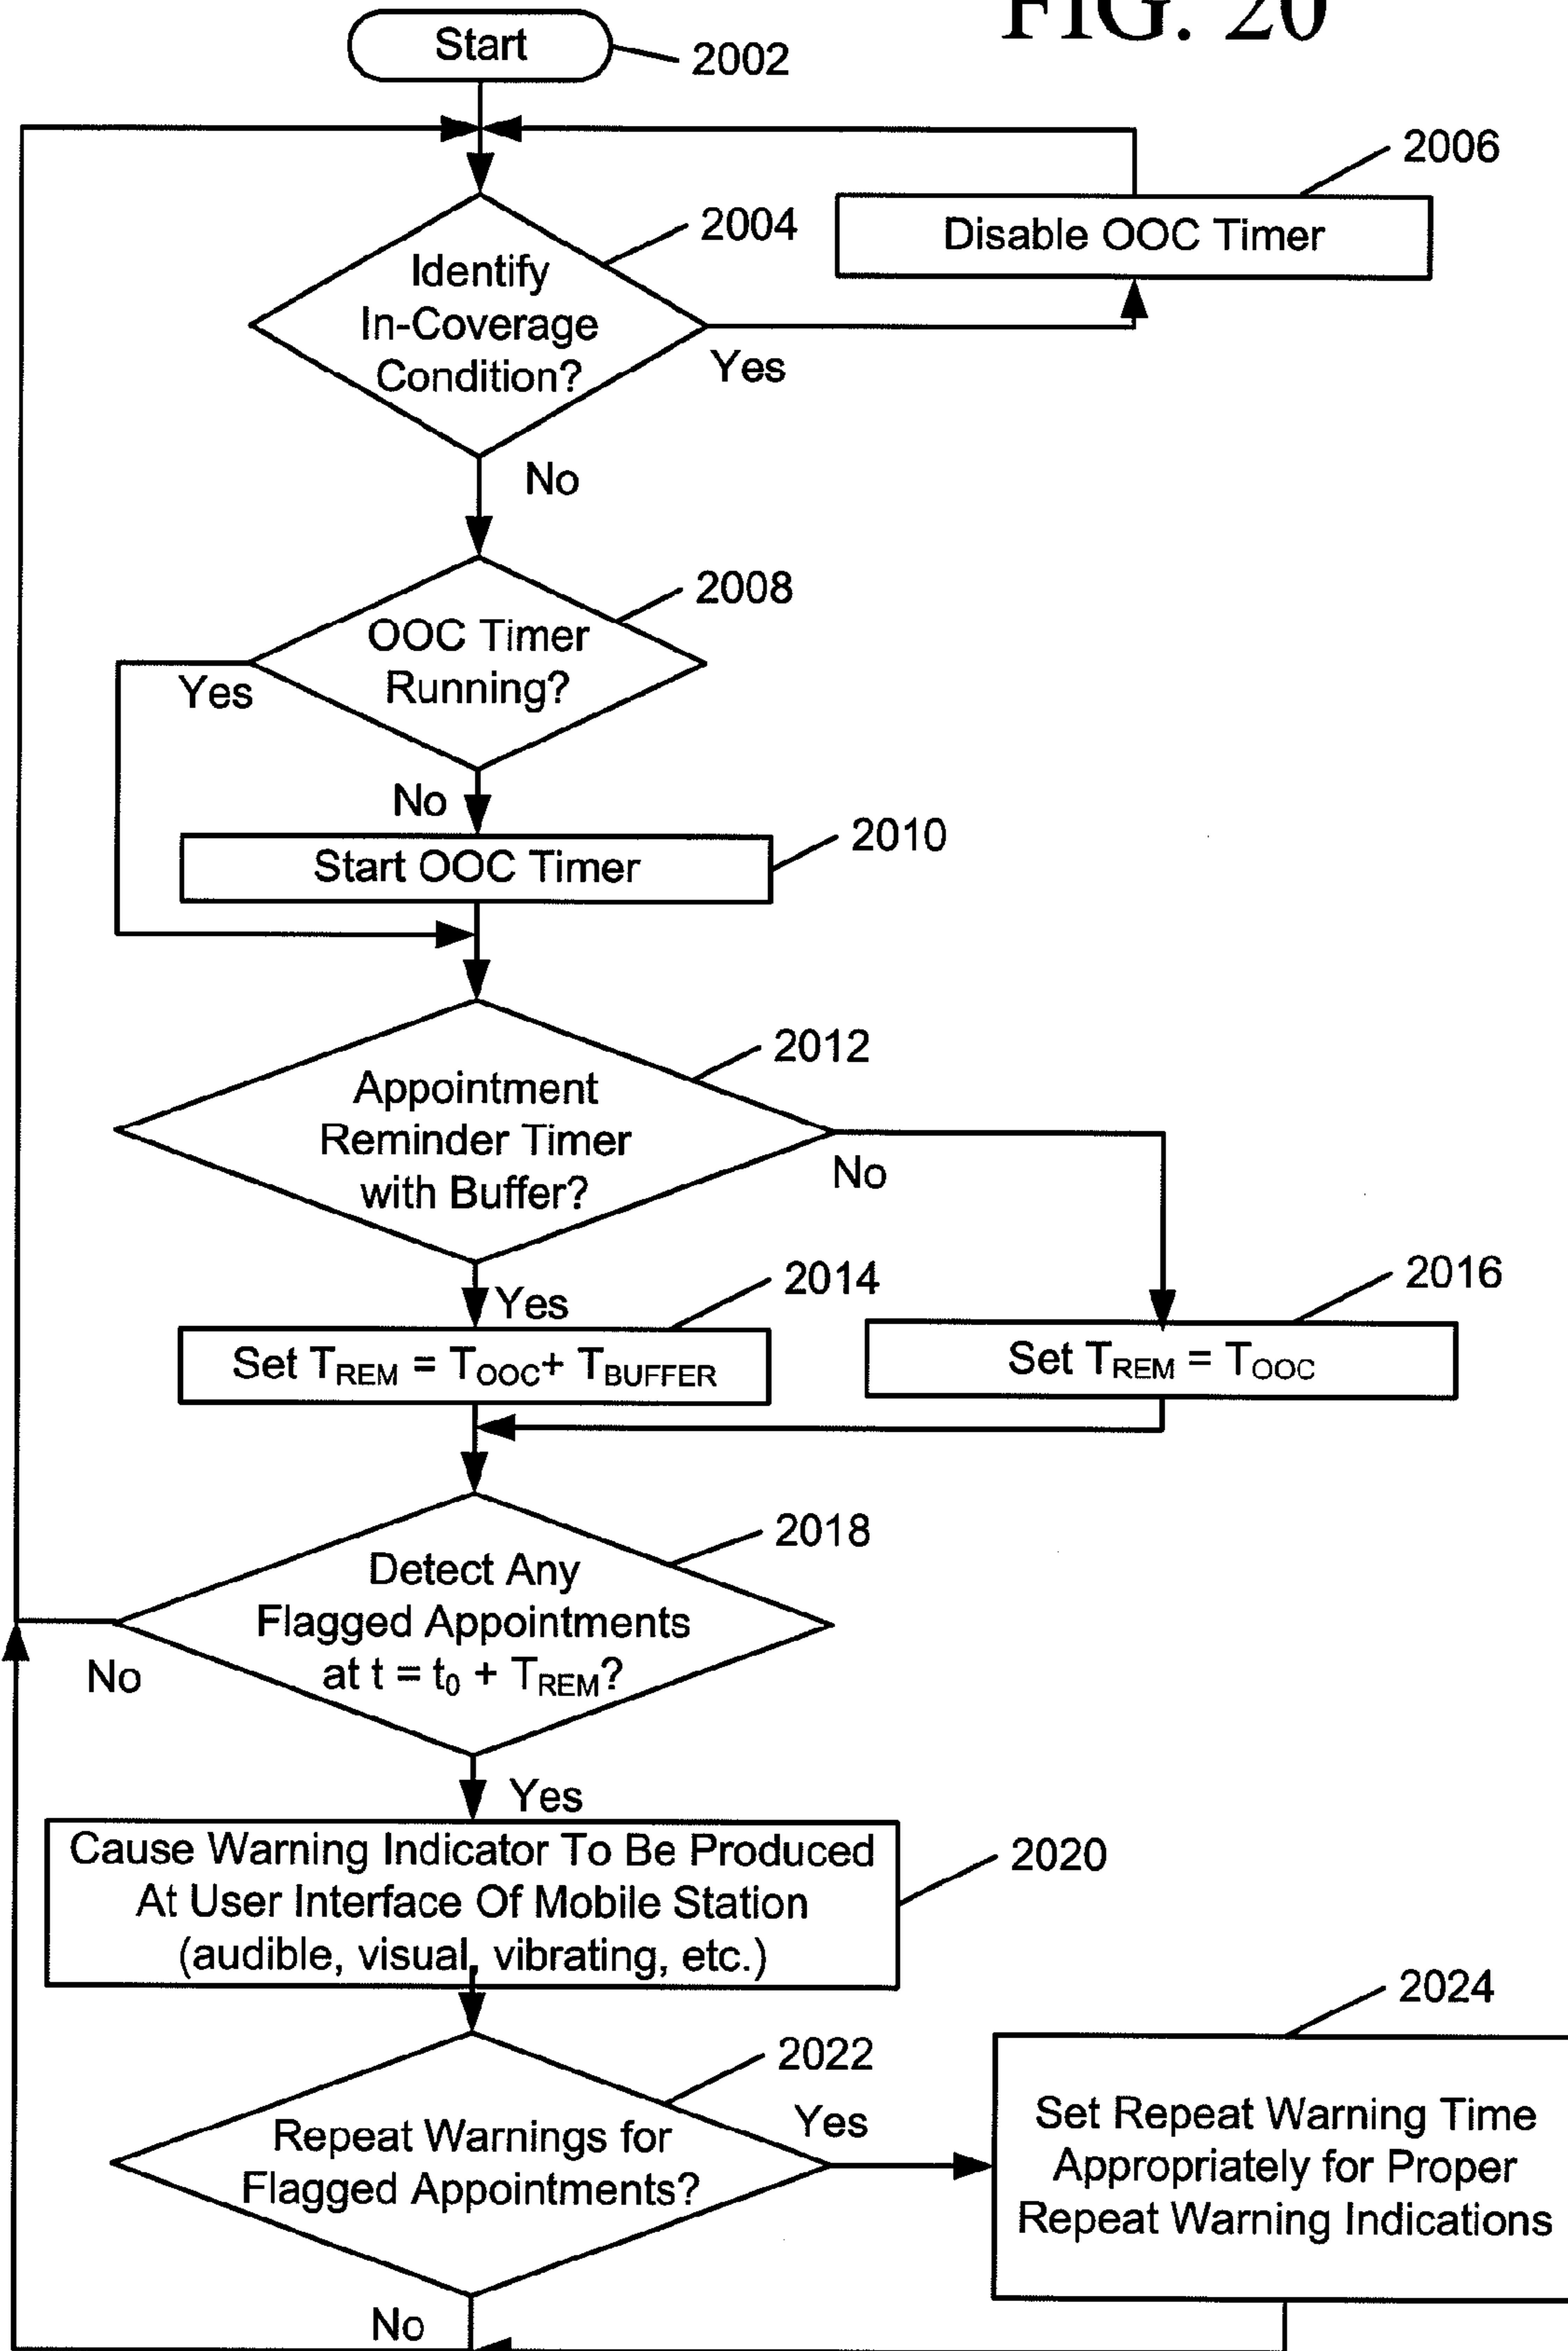 FIG. 20
Start
2002
2006
Disable OOC Timer
2004
Identify
In-Coverage
Condition?
Yes
No
2008
OOC Timer
Running?
Yes
No
2010
Start OOC Timer
2012
Appointment
Reminder Timer
with Buffer?
No
Yes
2014
Set TREM = TOOC+ TBUFFER
2016
Set TREM = TOOC
2018
Detect Any
Flagged Appointments
at t = t0 + TREM?
No
Yes
Cause Warning Indicator To Be Produced
At User Interface Of Mobile Station
(audible, visual, vibrating, etc.)
2020
2022
Repeat Warnings for
Flagged Appointments?
Yes
2024
Set Repeat Warning Time
Appropriately for Proper
Repeat Warning Indications
No